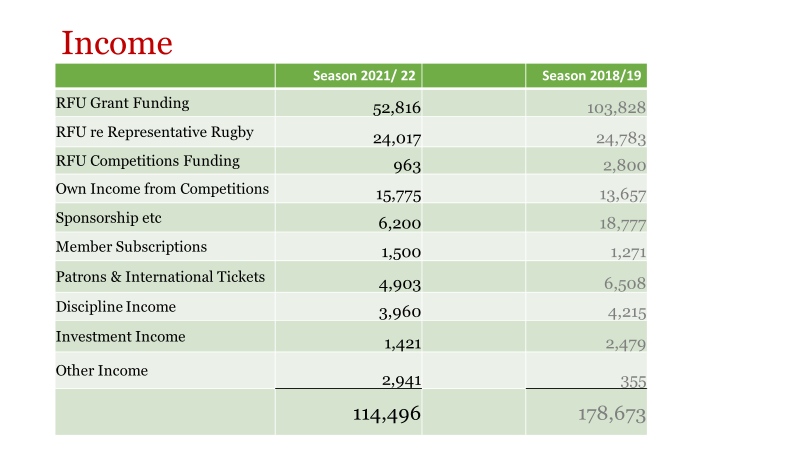 Income
Season 2021/ 22 Season 2018/19
RFU Grant Funding 52,816 103,828
RFU re Representative Rugby 24,017 24,783
RFU Competitions Funding 963 2,800
Own Income from Competitions 15,775 13,657
Sponsorship etc 6,200 18,777
Member Subscriptions 1,500 1,271
Patrons & International Tickets 4,903 6,508
Discipline Income 3,960 4,215
Investment Income 1,421 2,479
Other Income 2,941 355
114,496 178,673